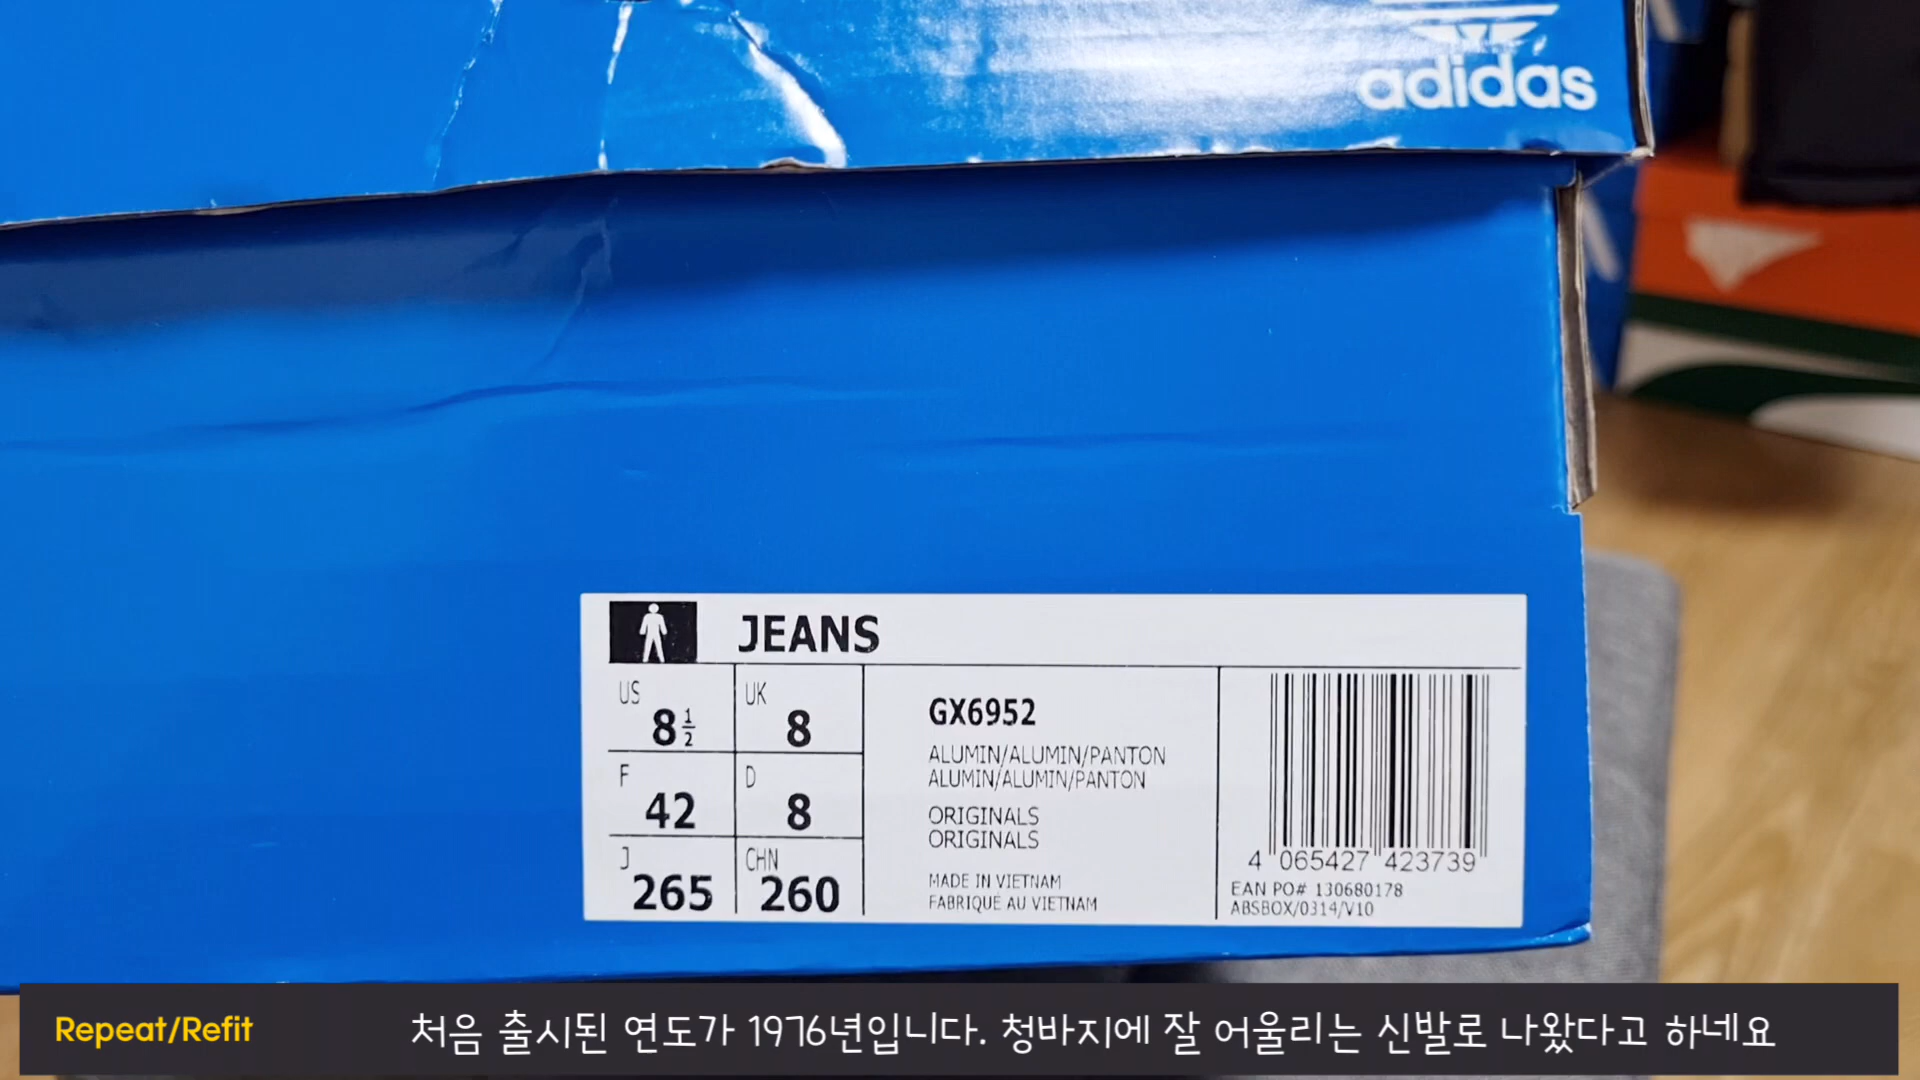 adidas
JEANS
US 8½ UK 8
F 42 D 8
J 265 CHN 260
GX6952
ALUMIN/ALUMIN/PANTON
ALUMIN/ALUMIN/PANTON
ORIGINALS
ORIGINALS
MADE IN VIETNAM
FABRIQUÉ AU VIETNAM
4 065427 423739
EAN PO# 130680178
ABSBOX/0314/V10
Repeat/Refit
처음 출시된 연도가 1976년입니다. 청바지에 잘 어울리는 신발로 나왔다고 하네요